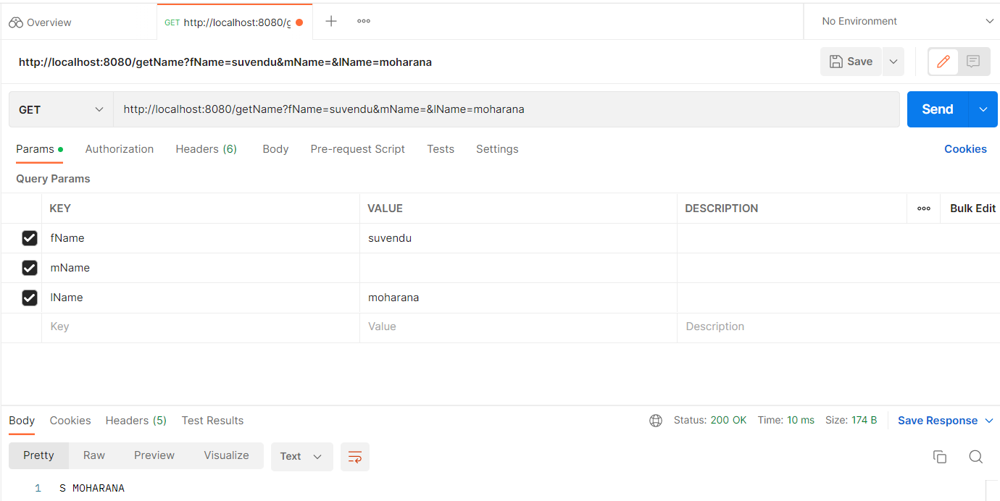 Overview
GET http://localhost:8080/g
No Environment
http://localhost:8080/getName?fName=suvendu&mName=&lName=moharana
Save
GET http://localhost:8080/getName?fName=suvendu&mName=&lName=moharana Send
Params Authorization Headers (6) Body Pre-request Script Tests Settings Cookies
Query Params
KEY VALUE DESCRIPTION Bulk Edit
fName suvendu
mName
lName moharana
Key Value Description
Body Cookies Headers (5) Test Results Status: 200 OK Time: 10 ms Size: 174 B Save Response
Pretty Raw Preview Visualize Text
1 S MOHARANA